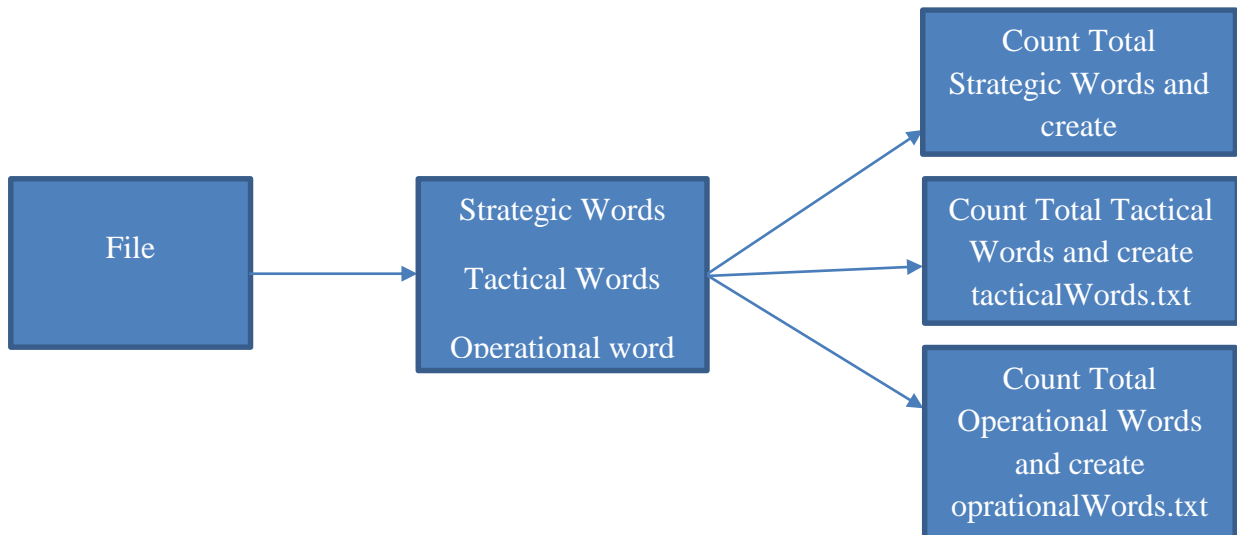 File
Strategic Words
Tactical Words
Operational word
Count Total
Strategic Words and
create
Count Total Tactical
Words and create
tacticalWords.txt
Count Total
Operational Words
and create
oprationalWords.txt